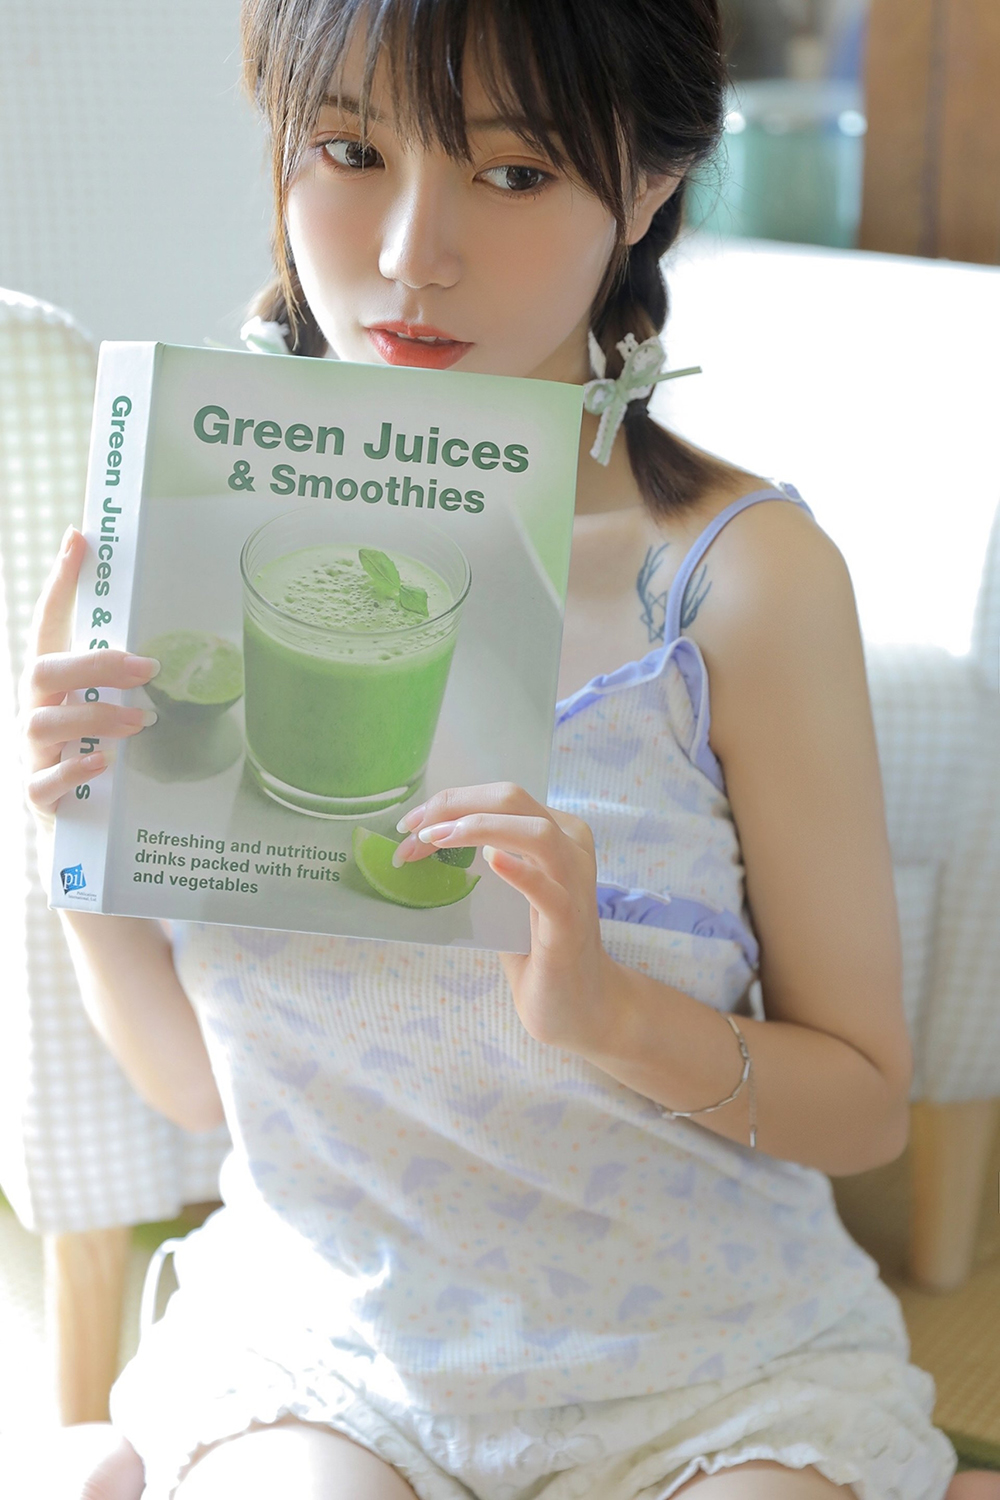 Green Juices
& Smoothies
Refreshing and nutritious
drinks packed with fruits
and vegetables
Green Juices & S
pil